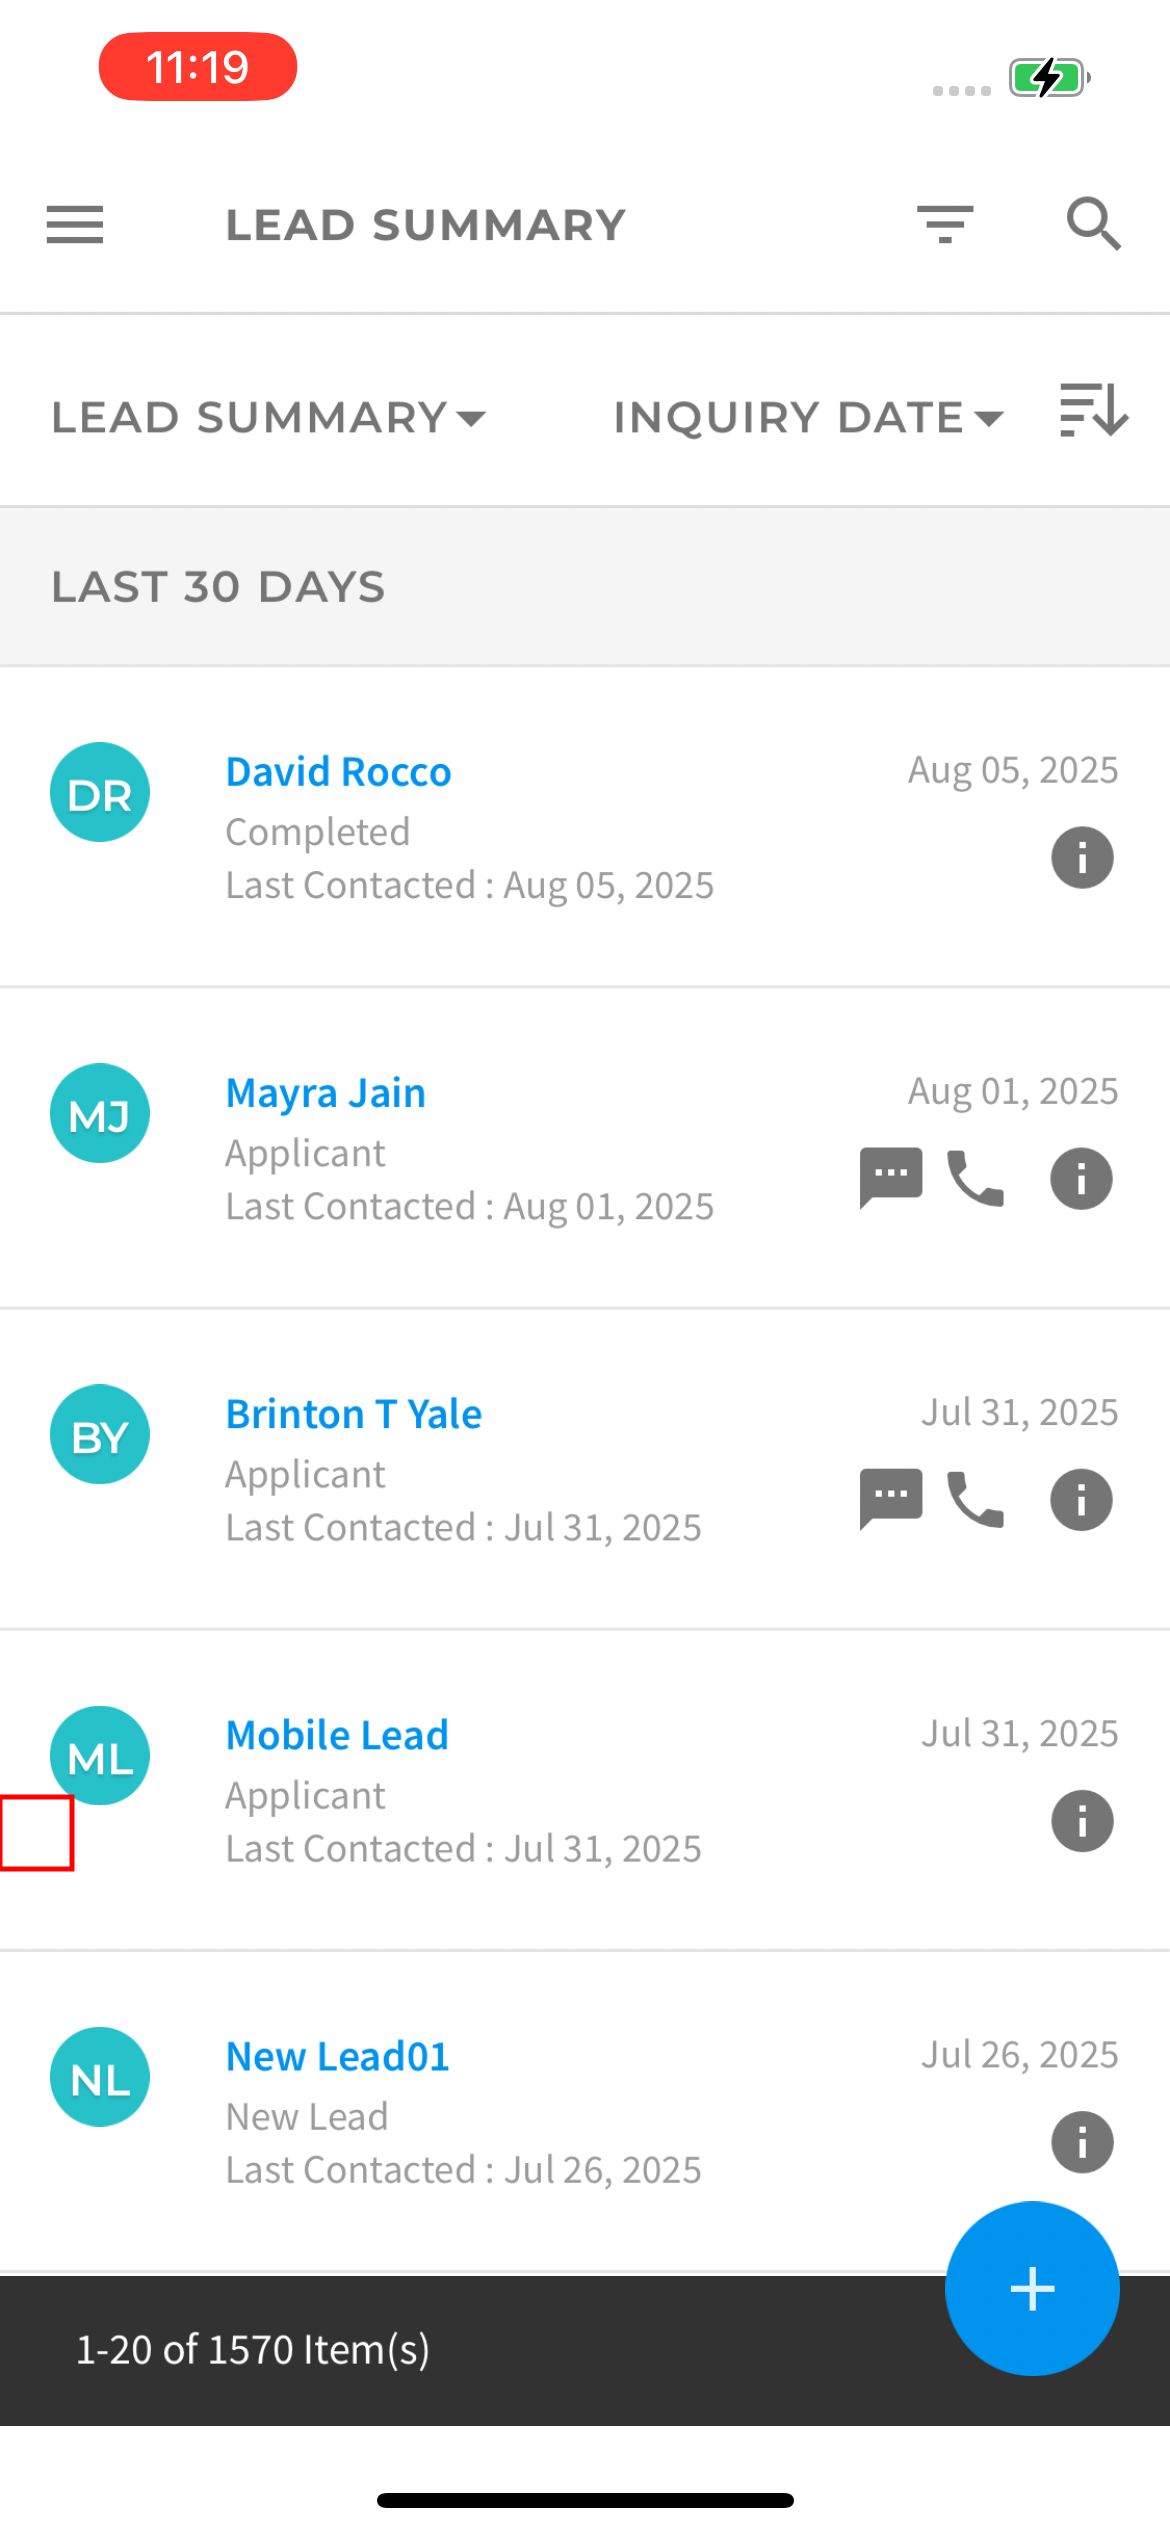 11:19
LEAD SUMMARY
LEAD SUMMARY INQUIRY DATE
LAST 30 DAYS
DR David Rocco Aug 05, 2025
Completed
Last Contacted : Aug 05, 2025
MJ Mayra Jain Aug 01, 2025
Applicant
Last Contacted : Aug 01, 2025
BY Brinton T Yale Jul 31, 2025
Applicant
Last Contacted : Jul 31, 2025
ML Mobile Lead Jul 31, 2025
Applicant
Last Contacted : Jul 31, 2025
NL New Lead01 Jul 26, 2025
New Lead
Last Contacted : Jul 26, 2025
1-20 of 1570 Item(s)